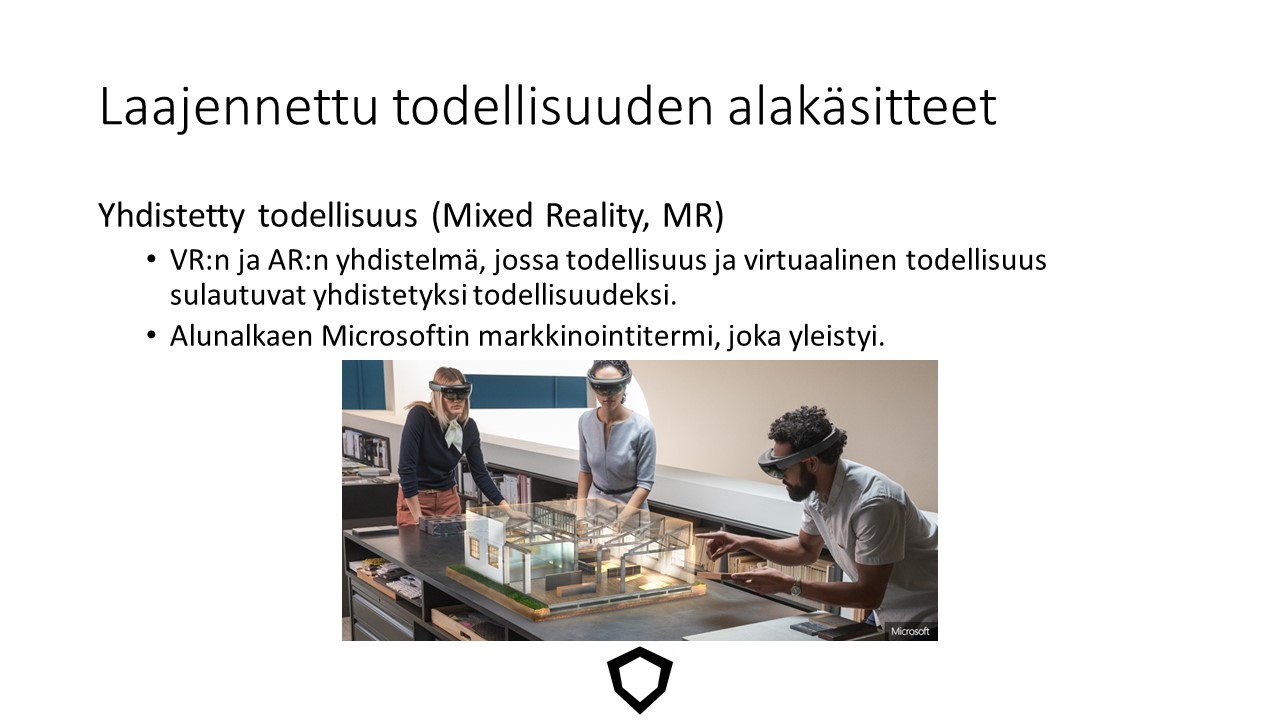 Laajennettu todellisuuden alakäsitteet
Yhdistetty todellisuus (Mixed Reality, MR)
• VR:n ja AR:n yhdistelmä, jossa todellisuus ja virtuaalinen todellisuus
sulautuvat yhdistetyksi todellisuudeksi.
• Alunalkaen Microsoftin markkinointitermi, joka yleistyi.
Microsoft